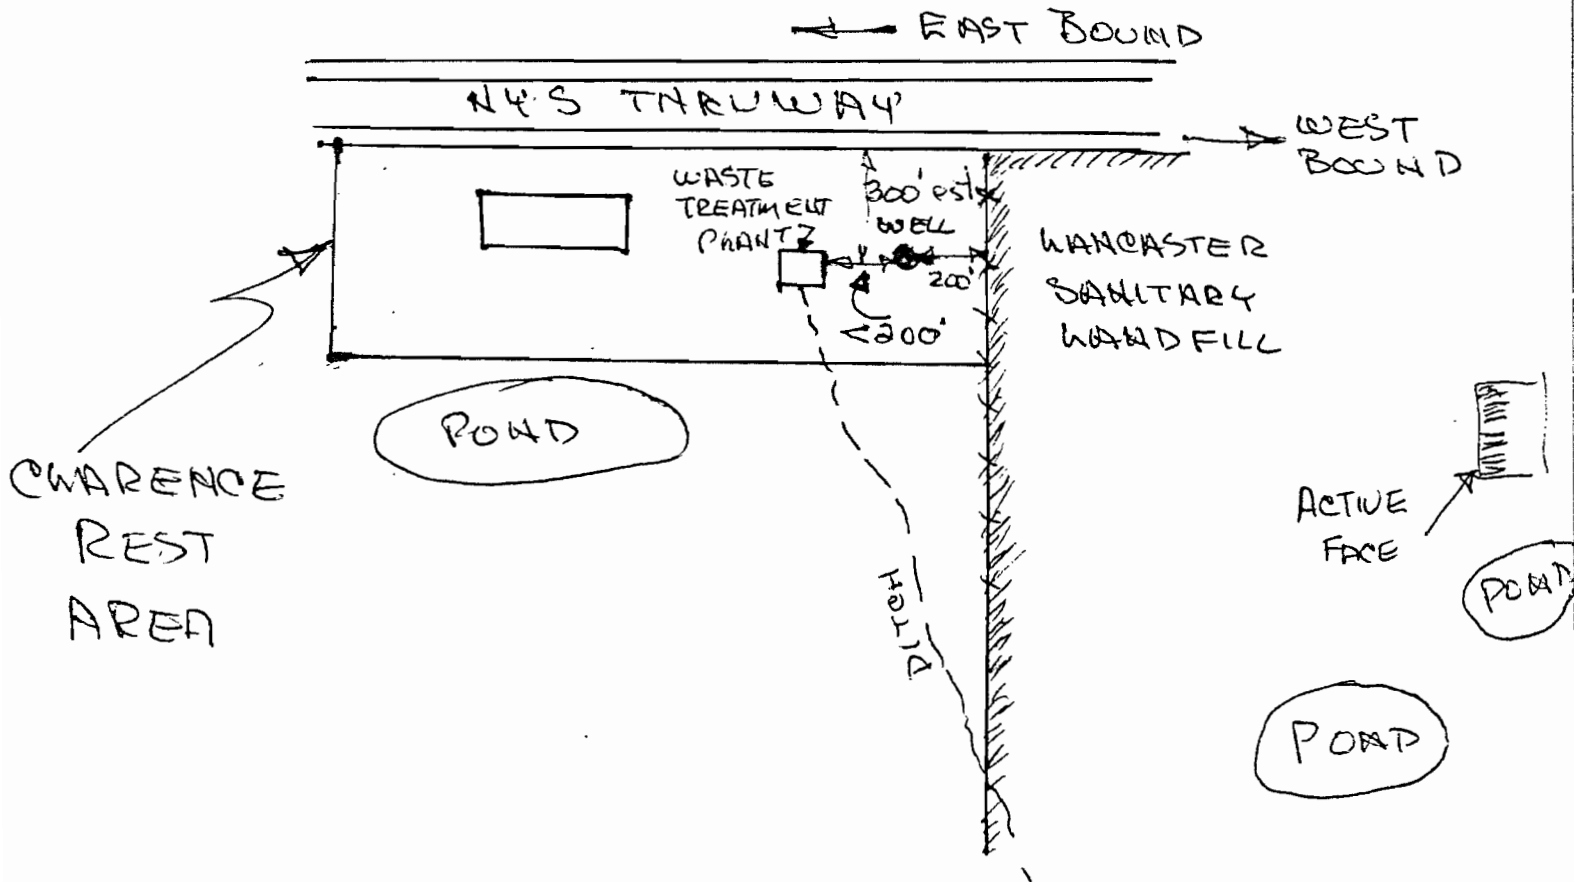 EAST BOUND
NYS THRUWAY
WEST
BOUND
WASTE
TREATMENT
PLANT
300' est
WELL
200'
<200'
LANCASTER
SANITARY
LANDFILL
POND
CLARENCE
REST
AREA
ACTIVE
FACE
POND
DITCH
POND